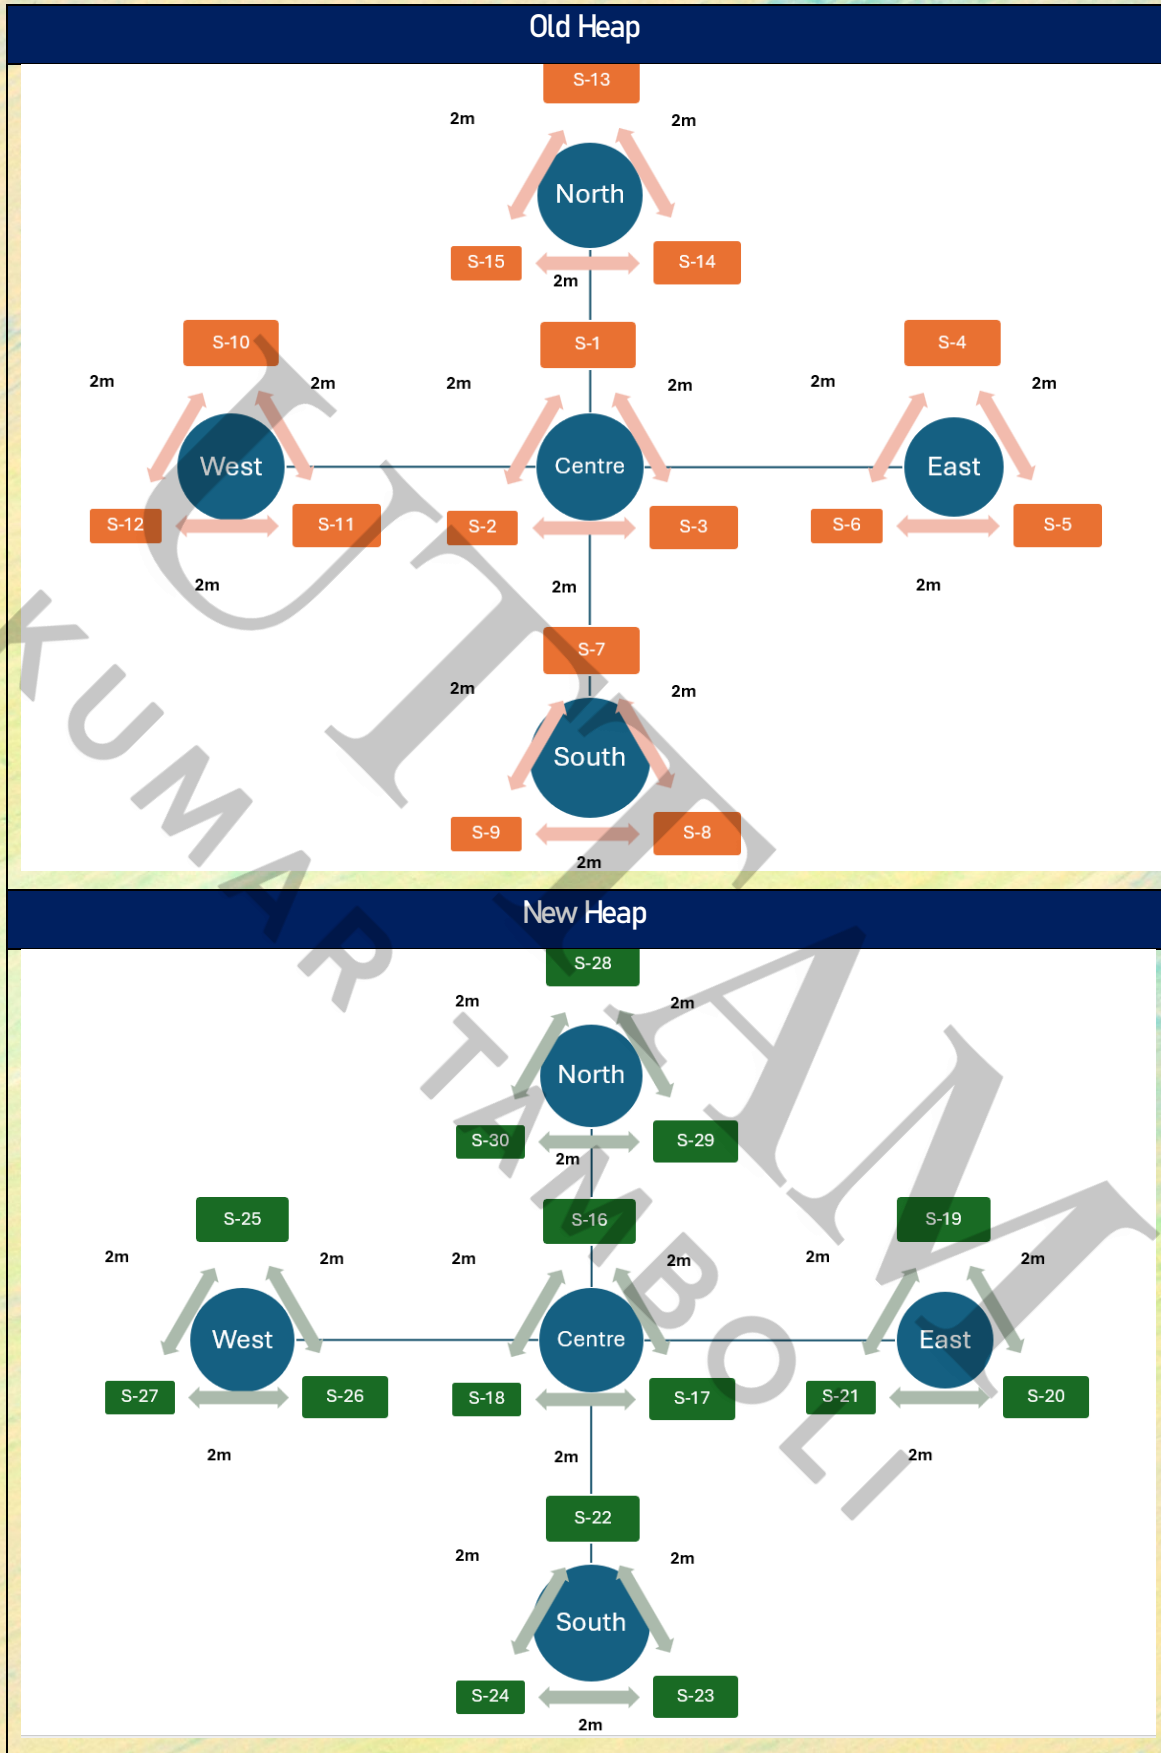 Old Heap
S-13
2m
2m
North
S-15
S-14
2m
S-10
S-1
S-4
2m
2m
2m
2m
2m
2m
West
Centre
East
S-12
S-11
S-2
S-3
S-6
S-5
2m
2m
2m
S-7
2m
2m
South
S-9
S-8
2m
New Heap
S-28
2m
2m
North
S-30
S-29
2m
S-25
S-16
S-19
2m
2m
2m
2m
2m
2m
West
Centre
East
S-27
S-26
S-18
S-17
S-21
S-20
2m
2m
2m
S-22
2m
2m
South
S-24
S-23
2m
UTTAM
KUMAR TAMBOLI